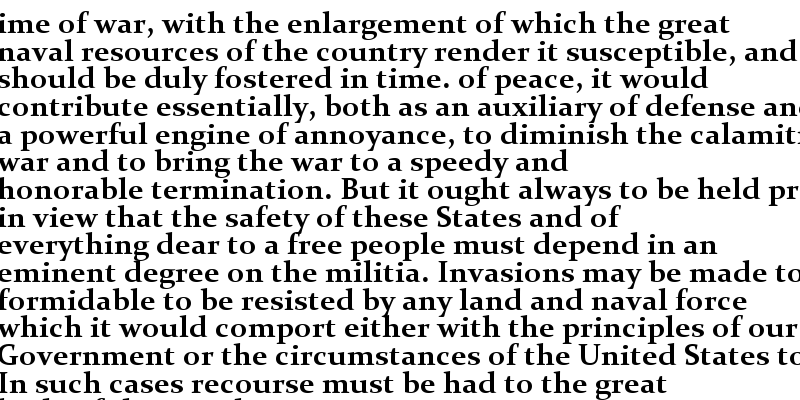 ime of war, with the enlargement of which the great
naval resources of the country render it susceptible, and
should be duly fostered in time. of peace, it would
contribute essentially, both as an auxiliary of defense an
a powerful engine of annoyance, to diminish the calamit
war and to bring the war to a speedy and
honorable termination. But it ought always to be held pr
in view that the safety of these States and of
everything dear to a free people must depend in an
eminent degree on the militia. Invasions may be made to
formidable to be resisted by any land and naval force
which it would comport either with the principles of our
Government or the circumstances of the United States to
In such cases recourse must be had to the great